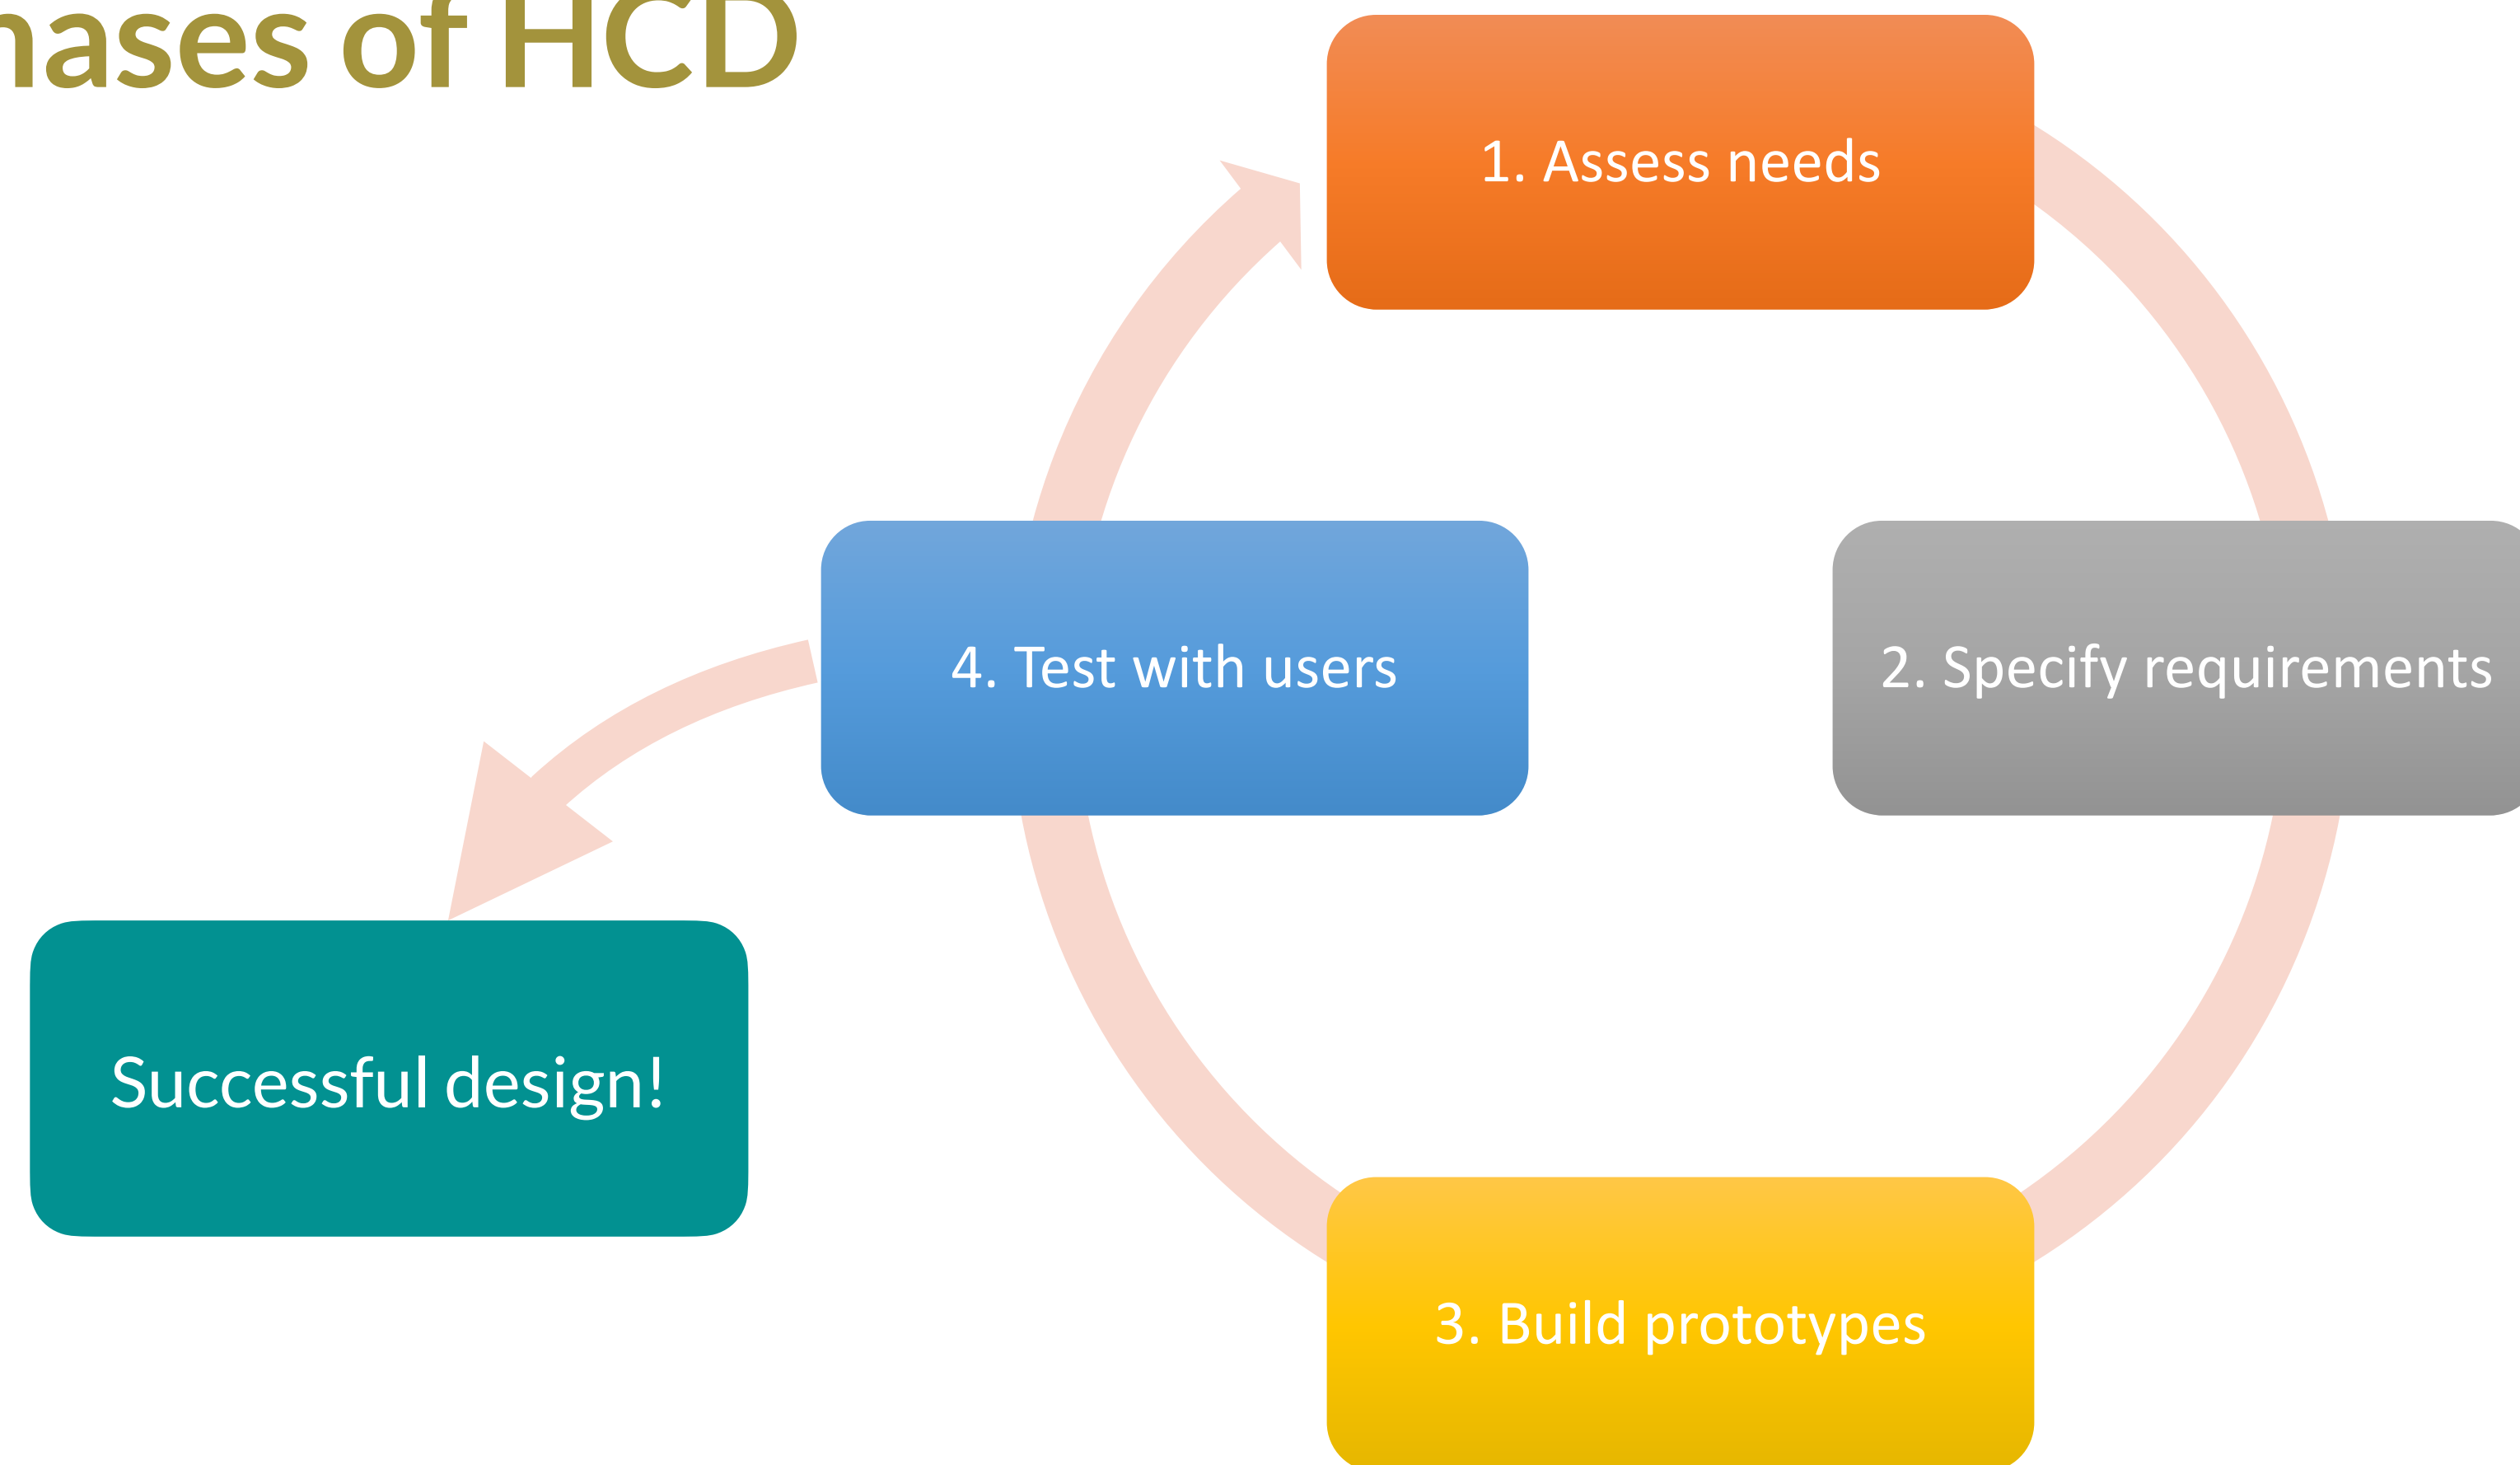 hases of HCD
1. Assess needs
4. Test with users
2. Specify requirements
Successful design!
3. Build prototypes